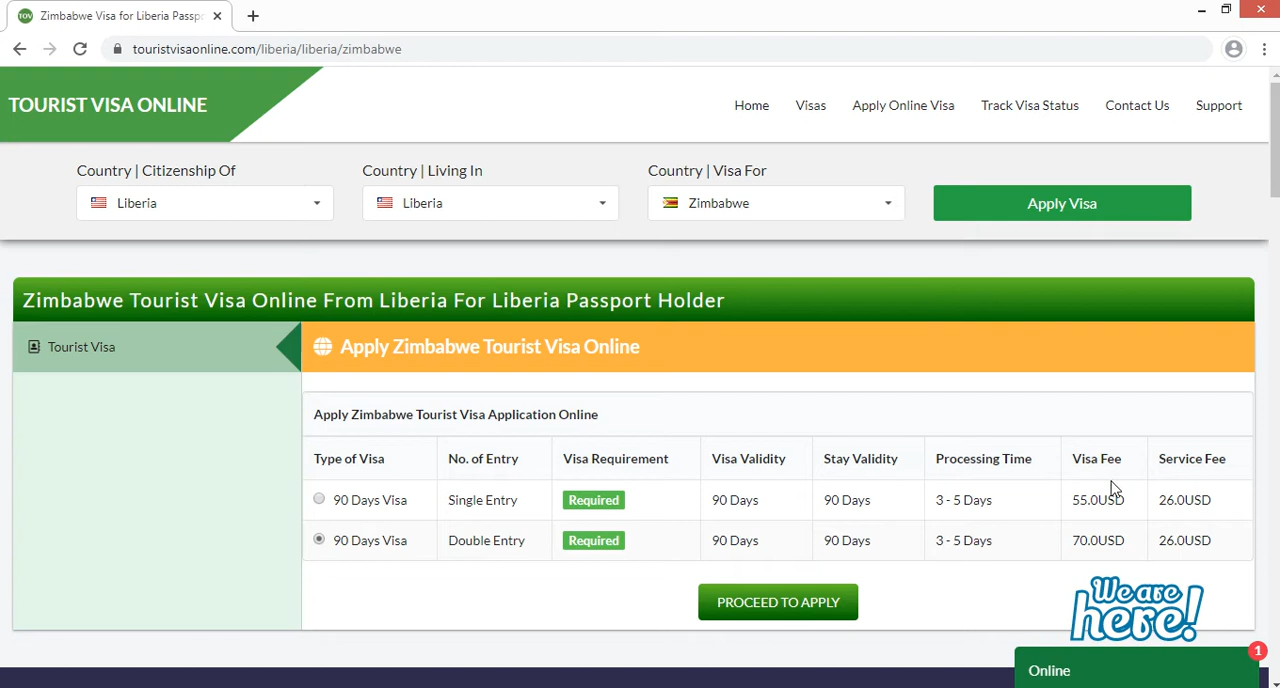 Zimbabwe Visa for Liberia Passpo
touristvisaonline.com/liberia/liberia/zimbabwe
TOV
TOURIST VISA ONLINE
Home Visas Apply Online Visa Track Visa Status Contact Us Support
Country | Citizenship Of Country | Living In Country | Visa For
Liberia Liberia Zimbabwe Apply Visa
Zimbabwe Tourist Visa Online From Liberia For Liberia Passport Holder
Tourist Visa
Apply Zimbabwe Tourist Visa Online
Apply Zimbabwe Tourist Visa Application Online
Type of Visa No. of Entry Visa Requirement Visa Validity Stay Validity Processing Time Visa Fee Service Fee
90 Days Visa Single Entry Required 90 Days 90 Days 3 - 5 Days 55.0USD 26.0USD
90 Days Visa Double Entry Required 90 Days 90 Days 3 - 5 Days 70.0USD 26.0USD
PROCEED TO APPLY
We are
here!
1
Online